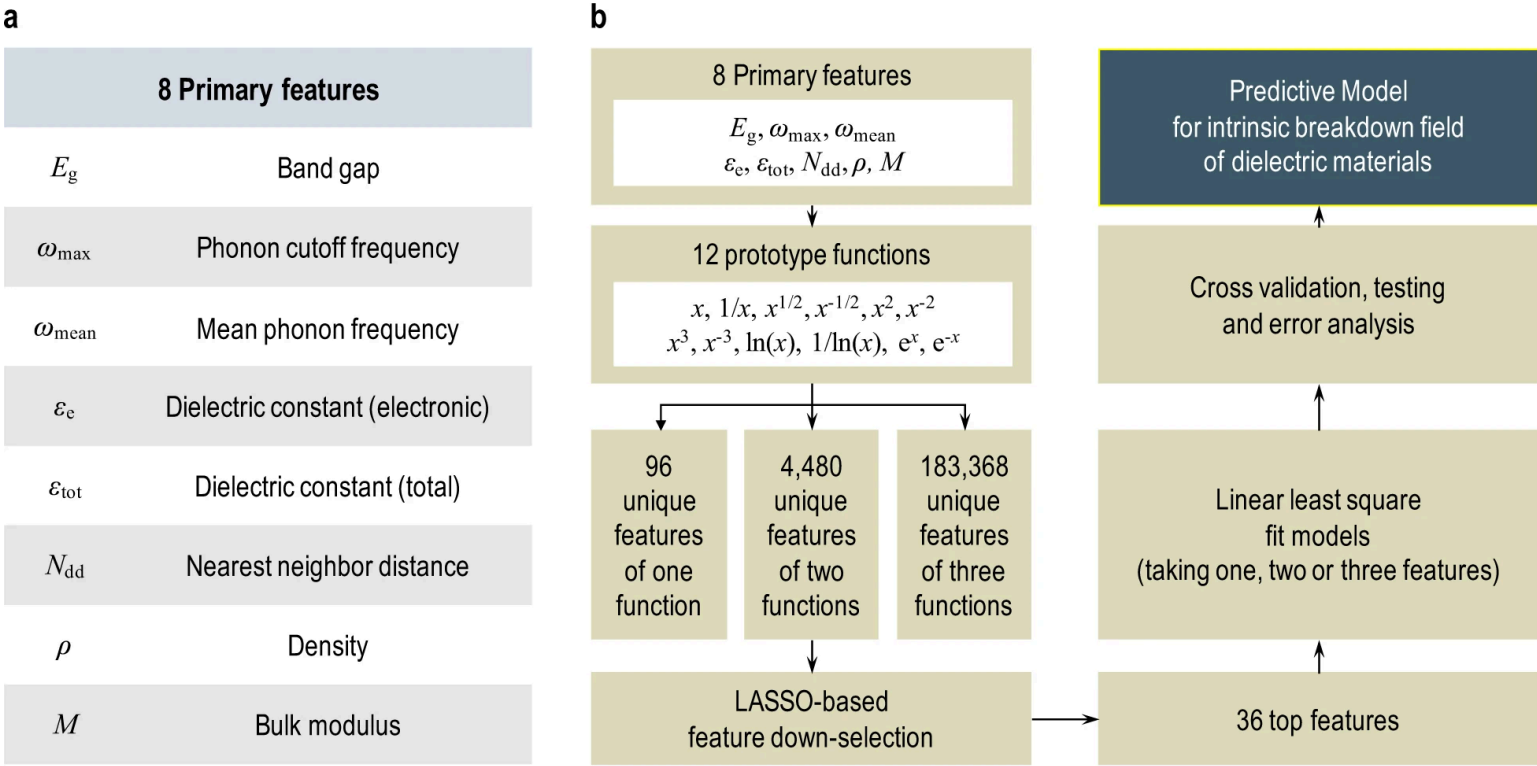 a
8 Primary features
E_g Band gap
ω_max Phonon cutoff frequency
ω_mean Mean phonon frequency
ε_e Dielectric constant (electronic)
ε_tot Dielectric constant (total)
N_dd Nearest neighbor distance
ρ Density
M Bulk modulus
b
8 Primary features
E_g, ω_max, ω_mean
ε_e, ε_tot, N_dd, ρ, M
12 prototype functions
x, 1/x, x^1/2, x^-1/2, x^2, x^-2
x^3, x^-3, ln(x), 1/ln(x), e^x, e^-x
96
unique
features
of one
function
4,480
unique
features
of two
functions
183,368
unique
features
of three
functions
LASSO-based
feature down-selection
36 top features
Linear least square
fit models
(taking one, two or three features)
Cross validation, testing
and error analysis
Predictive Model
for intrinsic breakdown field
of dielectric materials